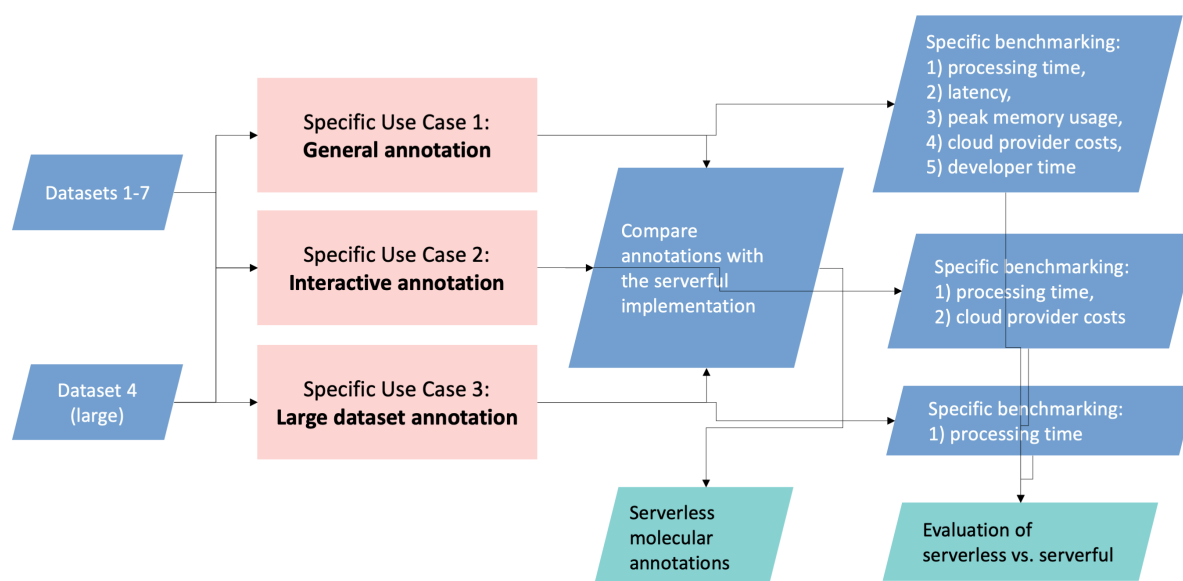 Datasets 1-7
Dataset 4
(large)
Specific Use Case 1:
General annotation
Specific Use Case 2:
Interactive annotation
Specific Use Case 3:
Large dataset annotation
Compare
annotations with
the serverful
implementation
Specific benchmarking:
1) processing time,
2) latency,
3) peak memory usage,
4) cloud provider costs,
5) developer time
Specific benchmarking:
1) processing time,
2) cloud provider costs
Specific benchmarking:
1) processing time
Serverless
molecular
annotations
Evaluation of
serverless vs. serverful